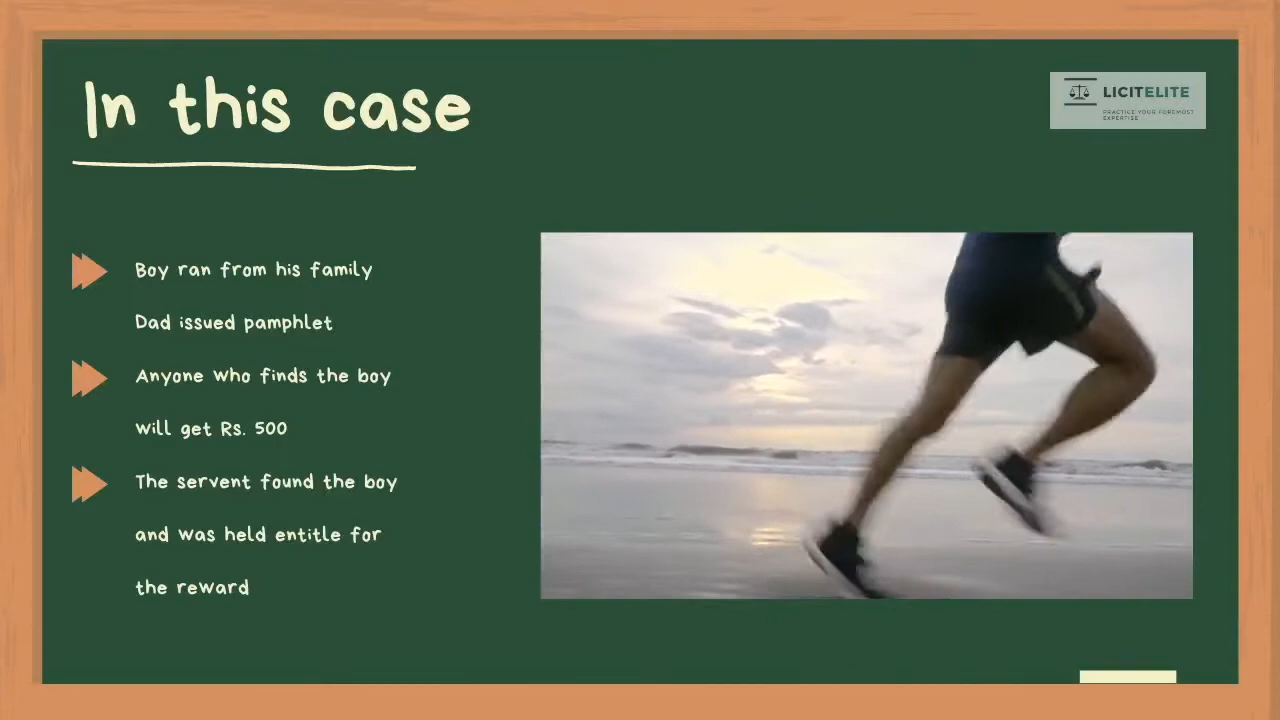 In this case
LICITELITE
PRACTICE YOUR FOREMOST
EXPERTISE
Boy ran from his family
Dad issued pamphlet
Anyone who finds the boy
will get Rs. 500
The servent found the boy
and was held entitle for
the reward